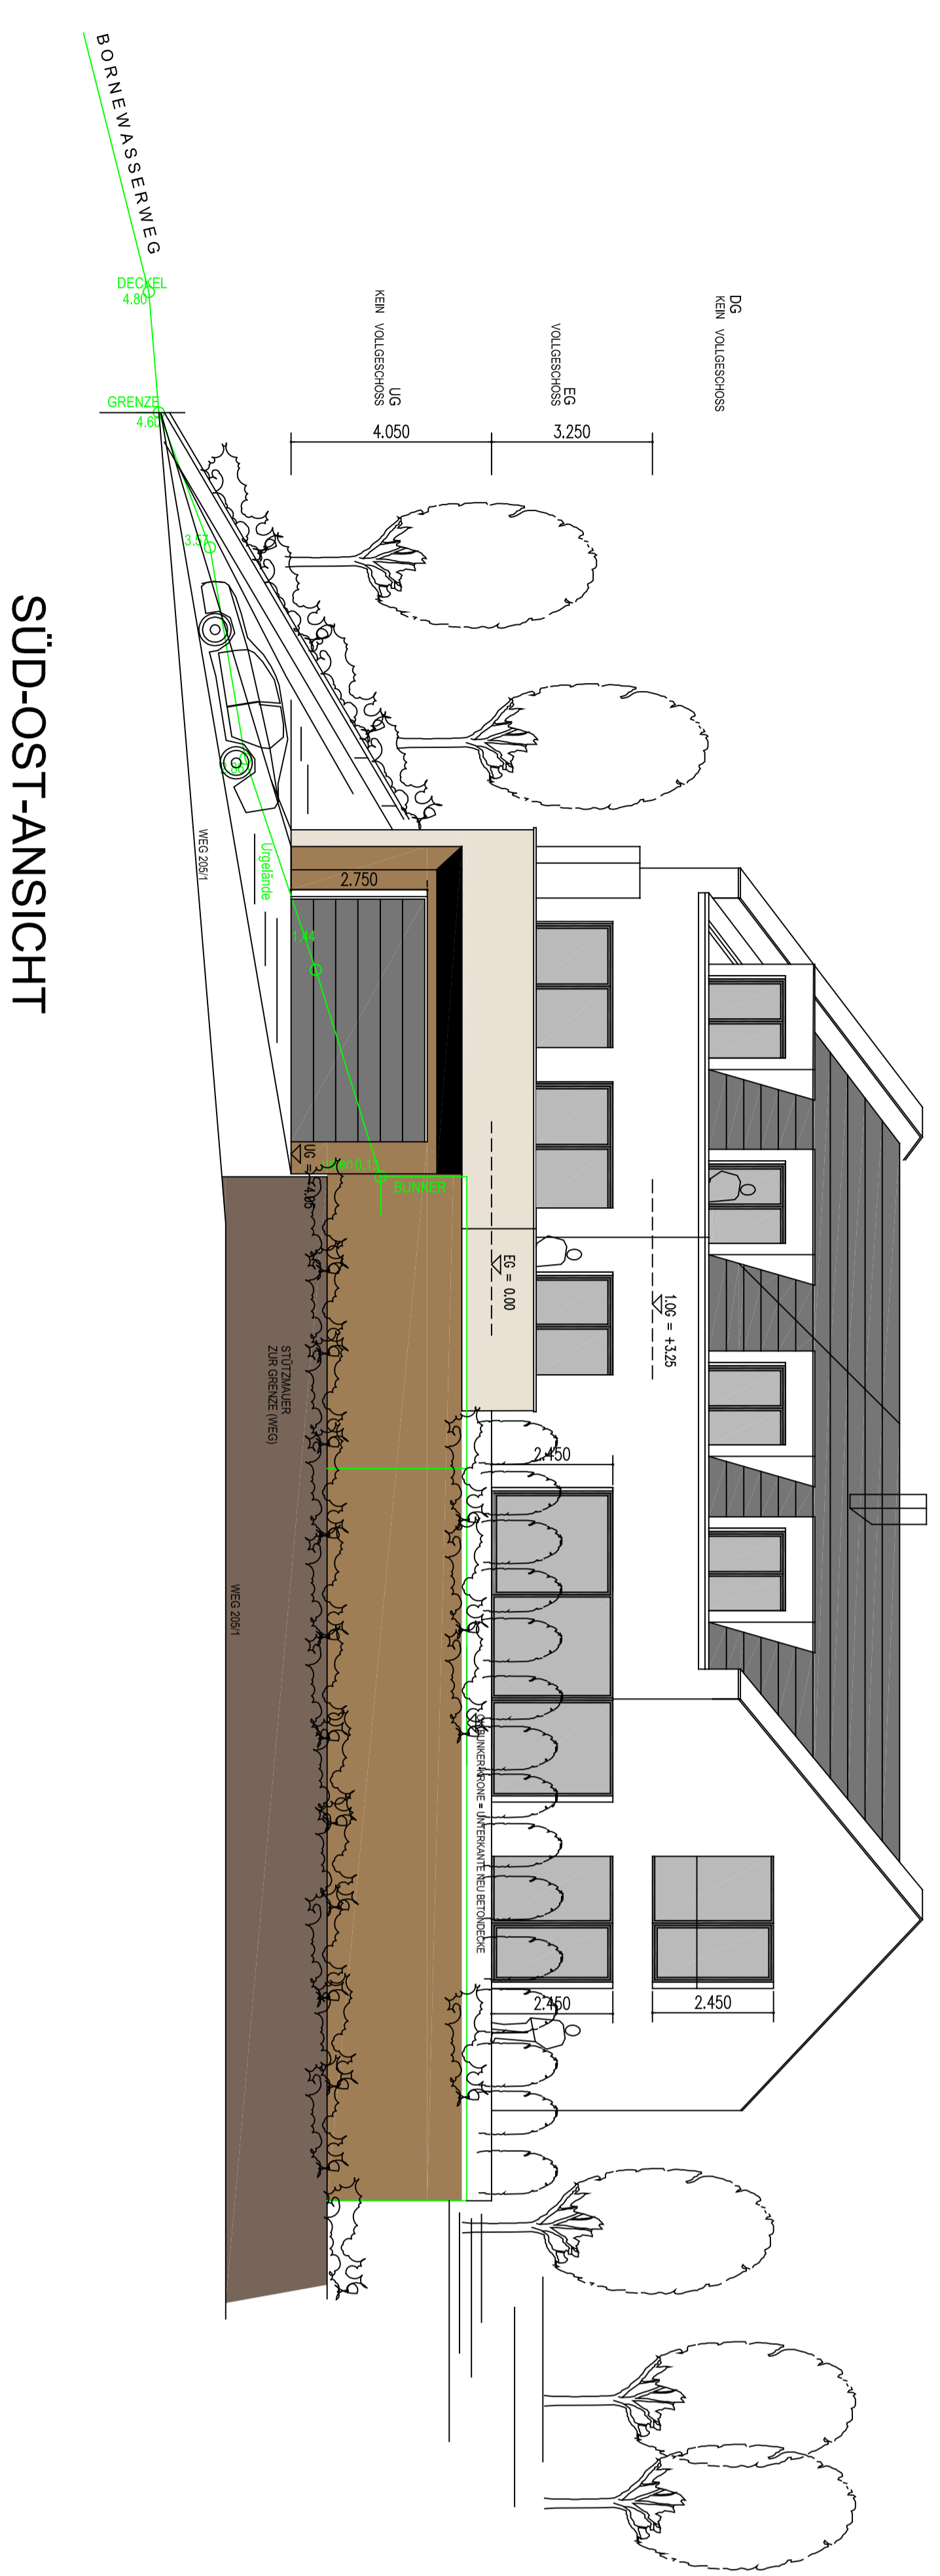 BORNEWASSERWEG
DECKEL
4.80
GRENZE
4.60
3.57
DG
KEIN VOLLGESCHOSS
EG
VOLLGESCHOSS
UG
KEIN VOLLGESCHOSS
3.250
4.050
2.750
1.44
Urgelände
WEG 205/1
BUNKER
1.OG = +3.25
EG = 0.00
STÜTZMAUER
ZUR GRENZE (WEG)
WEG 205/1
2.450
BUNKERKRONE = UNTERKANTE NEU BETONDECKE
2.450
2.450
SÜD-OST-ANSICHT